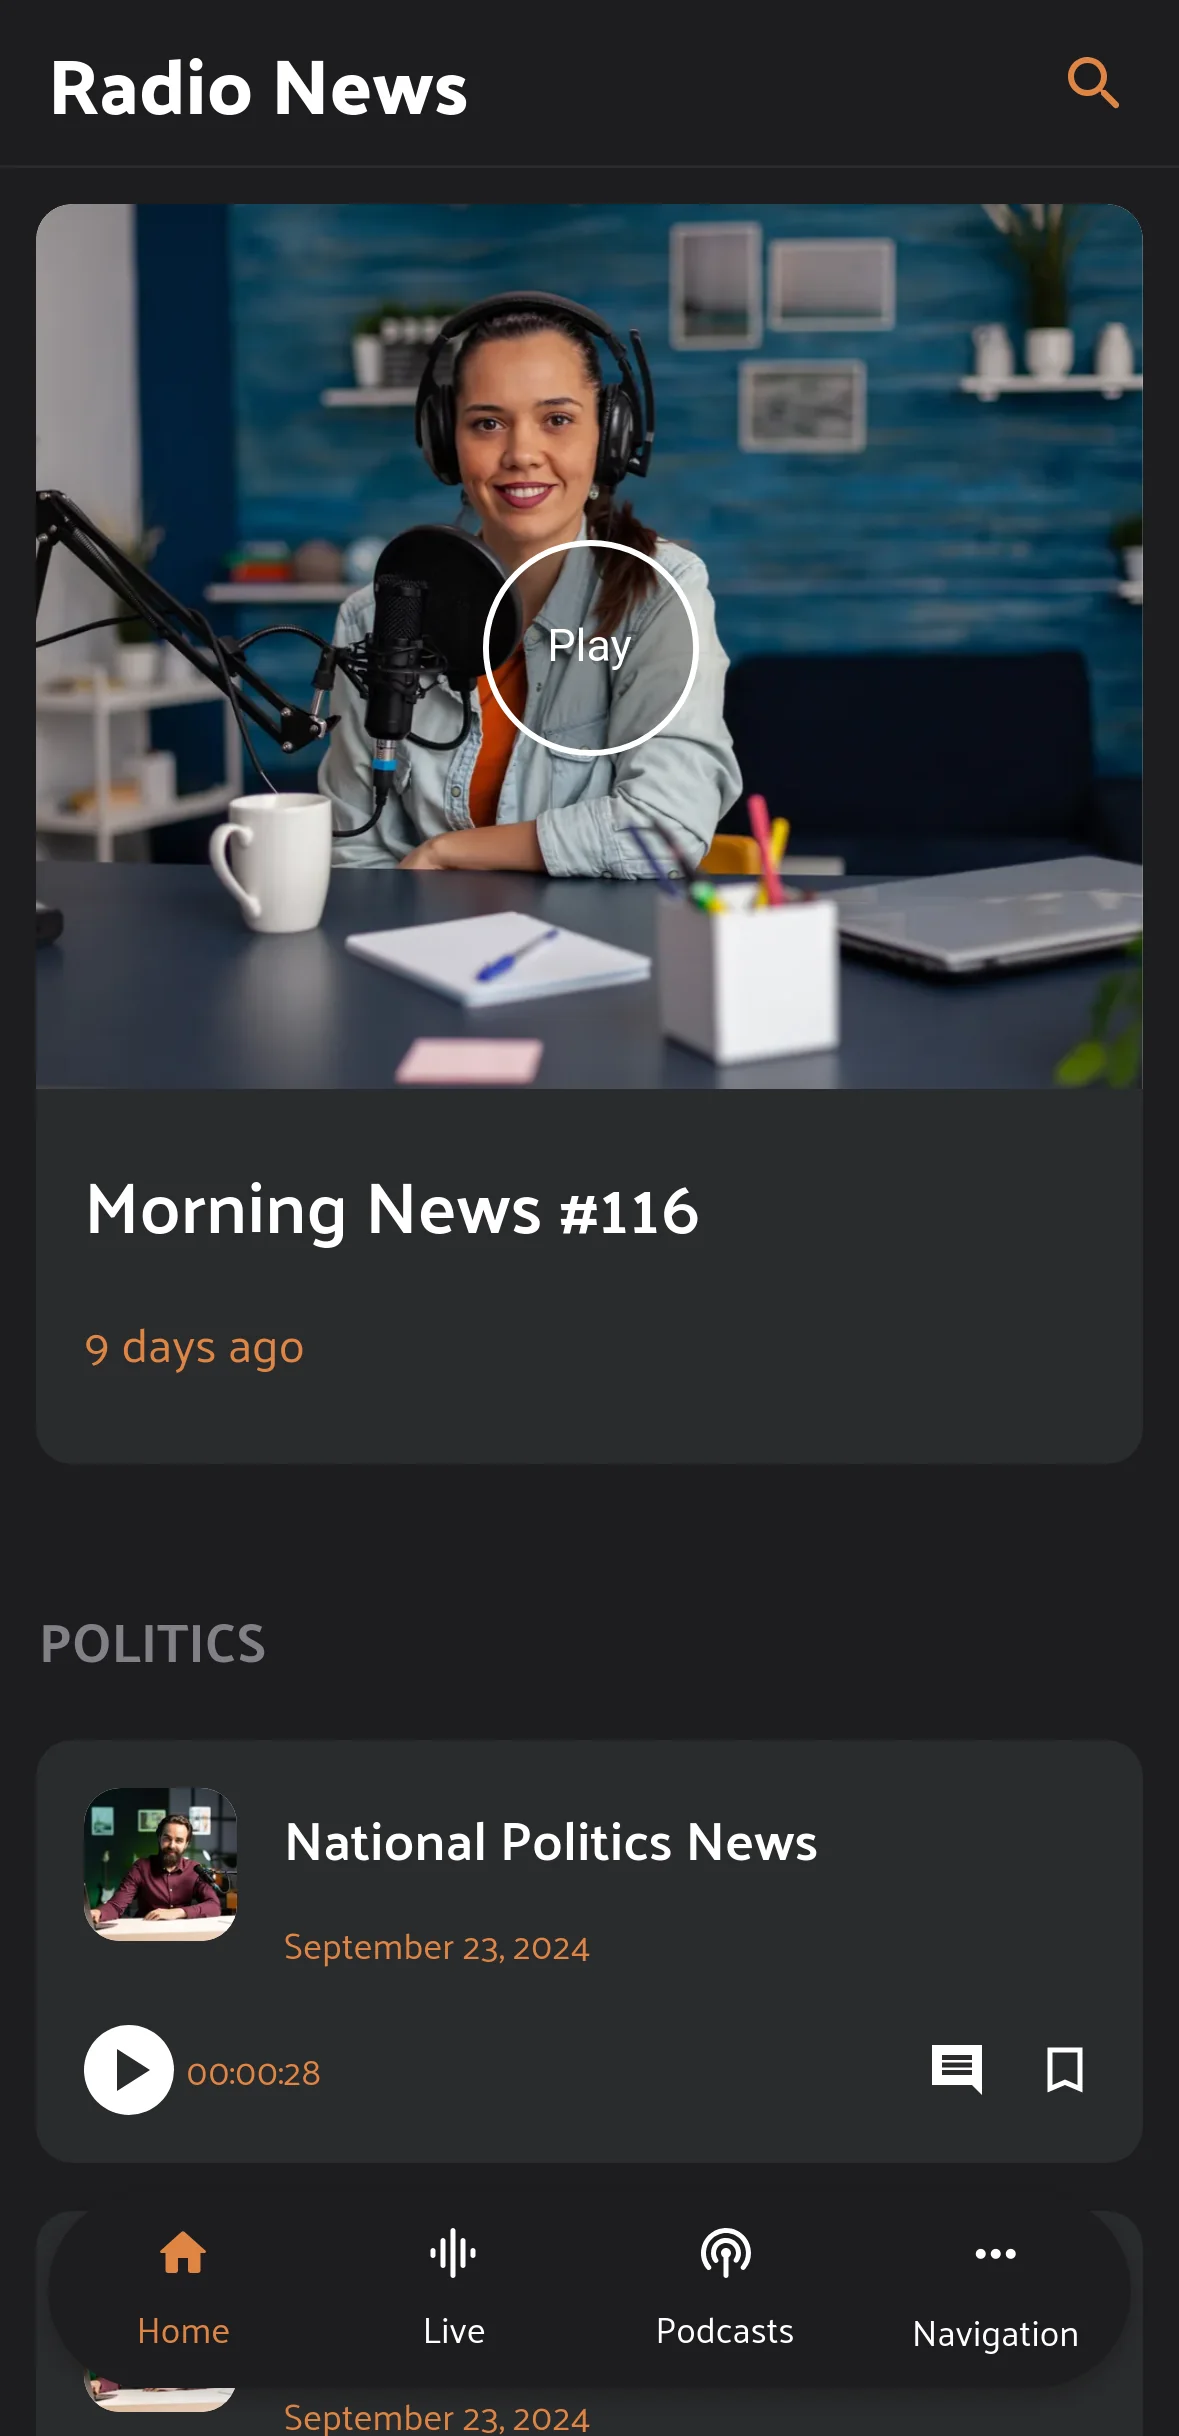 Radio News
Play
Morning News #116
9 days ago
POLITICS
National Politics News
September 23, 2024
00:00:28
Home
Live
Podcasts
Navigation
September 23, 2024